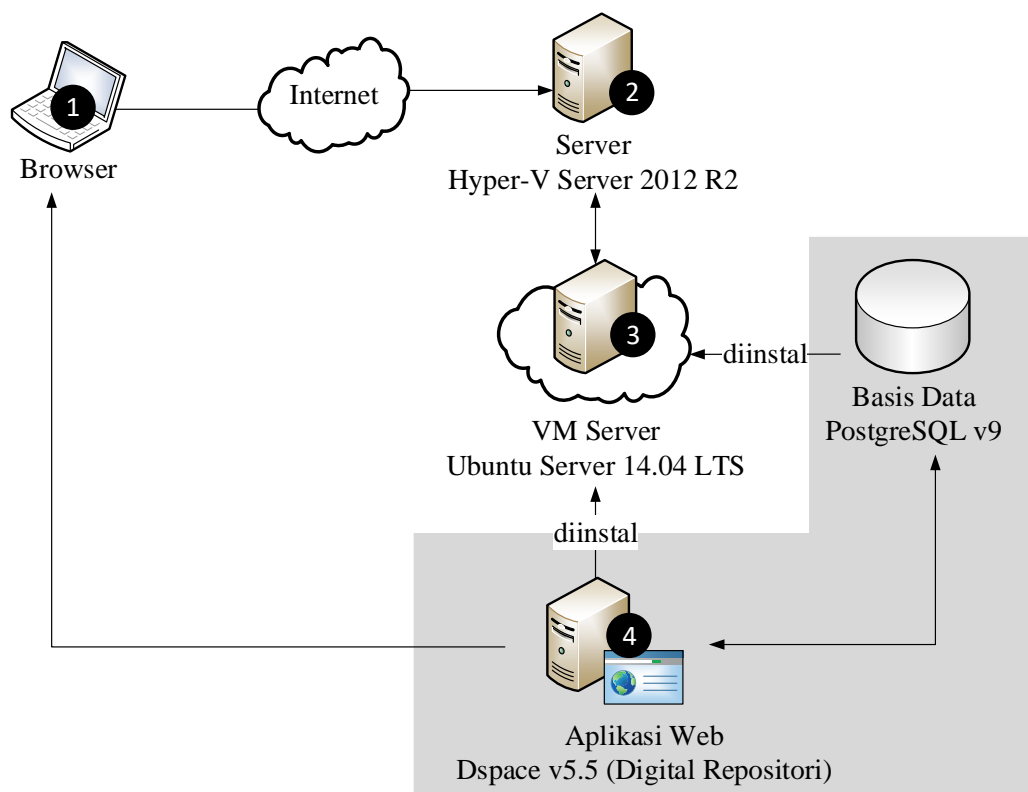 1
Browser
Internet
2
Server
Hyper-V Server 2012 R2
3
VM Server
Ubuntu Server 14.04 LTS
diinstal
Basis Data
PostgreSQL v9
diinstal
4
Aplikasi Web
Dspace v5.5 (Digital Repositori)